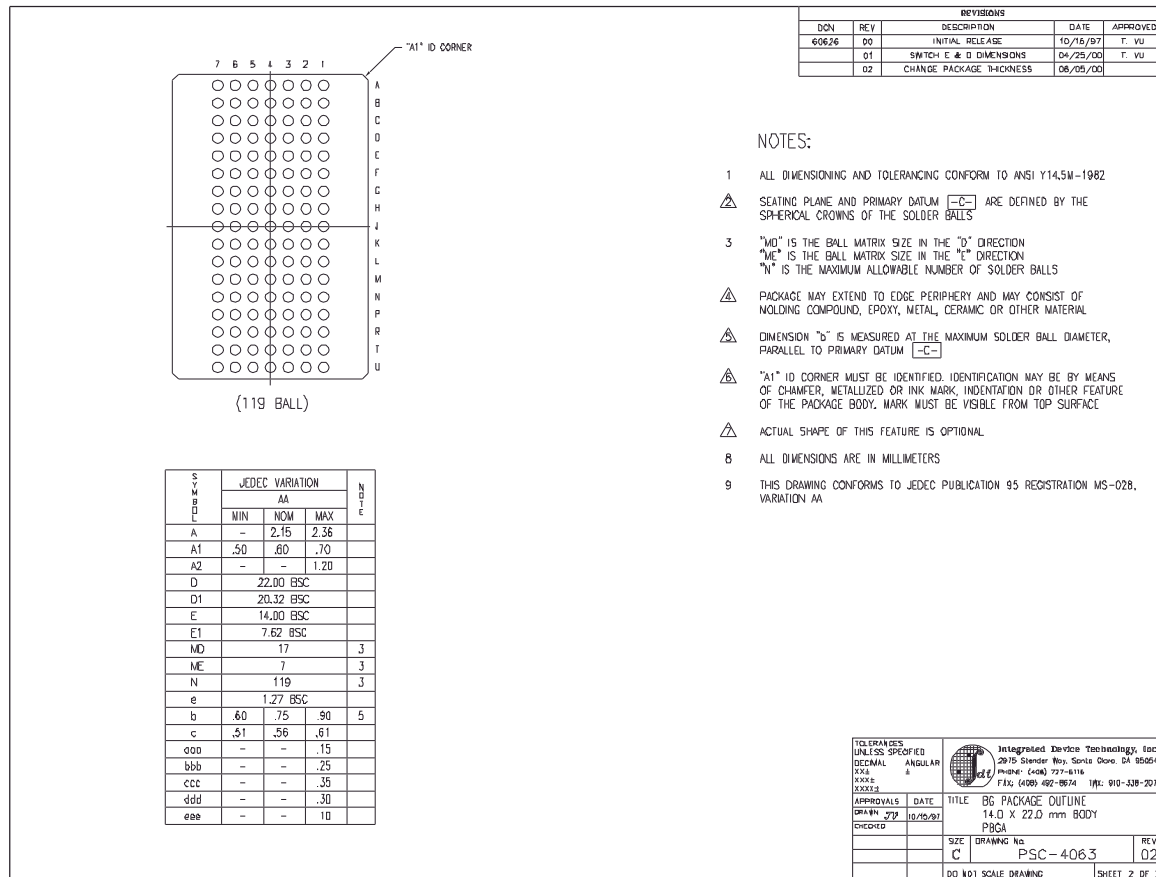 "A1" ID CORNER
7 6 5 4 3 2 1
A
B
C
D
E
F
G
H
J
K
L
M
N
P
R
T
U
(119 BALL)
REVISIONS
DCN REV DESCRIPTION DATE APPROVED
60626 00 INITIAL RELEASE 10/15/97 T. VU
01 SWITCH E & D DIMENSIONS 04/25/00 T. VU
02 CHANGE PACKAGE THICKNESS 06/05/00
NOTES:
1 ALL DIMENSIONING AND TOLERANCING CONFORM TO ANSI Y14.5M-1982
2 SEATING PLANE AND PRIMARY DATUM -C- ARE DEFINED BY THE
SPHERICAL CROWNS OF THE SOLDER BALLS
3 "MD" IS THE BALL MATRIX SIZE IN THE "D" DIRECTION
"ME" IS THE BALL MATRIX SIZE IN THE "E" DIRECTION
"N" IS THE MAXIMUM ALLOWABLE NUMBER OF SOLDER BALLS
4 PACKAGE MAY EXTEND TO EDGE PERIPHERY AND MAY CONSIST OF
MOLDING COMPOUND, EPOXY, METAL, CERAMIC OR OTHER MATERIAL
5 DIMENSION "b" IS MEASURED AT THE MAXIMUM SOLDER BALL DIAMETER,
PARALLEL TO PRIMARY DATUM -C-
6 "A1" ID CORNER MUST BE IDENTIFIED. IDENTIFICATION MAY BE BY MEANS
OF CHAMFER, METALLIZED OR INK MARK, INDENTATION OR OTHER FEATURE
OF THE PACKAGE BODY. MARK MUST BE VISIBLE FROM TOP SURFACE
7 ACTUAL SHAPE OF THIS FEATURE IS OPTIONAL
8 ALL DIMENSIONS ARE IN MILLIMETERS
9 THIS DRAWING CONFORMS TO JEDEC PUBLICATION 95 REGISTRATION MS-028,
VARIATION AA
SYMBOL JEDEC VARIATION NOTE
AA
MIN NOM MAX
A - 2.15 2.36
A1 .50 .60 .70
A2 - - 1.20
D 22.00 BSC
D1 20.32 BSC
E 14.00 BSC
E1 7.62 BSC
MD 17 3
ME 7 3
N 119 3
e 1.27 BSC
b .60 .75 .90 5
c .51 .56 .61
aaa - - .15
bbb - - .25
ccc - - .35
ddd - - .30
eee - - 10
TOLERANCES
UNLESS SPECIFIED
DECIMAL ANGULAR
XX± ±
XXX±
XXXX±
idt
Integrated Device Technology, Inc
2975 Stender Way, Santa Clara, CA 95054
PHONE: (408) 727-6116
FAX: (408) 492-8674 TWX: 910-338-207
APPROVALS DATE
DRAWN TV 10/15/97
CHECKED
TITLE BG PACKAGE OUTLINE
14.0 X 22.0 mm BODY
PBGA
SIZE DRAWING No. REV
C PSC-4063 02
DO NOT SCALE DRAWING SHEET 2 OF